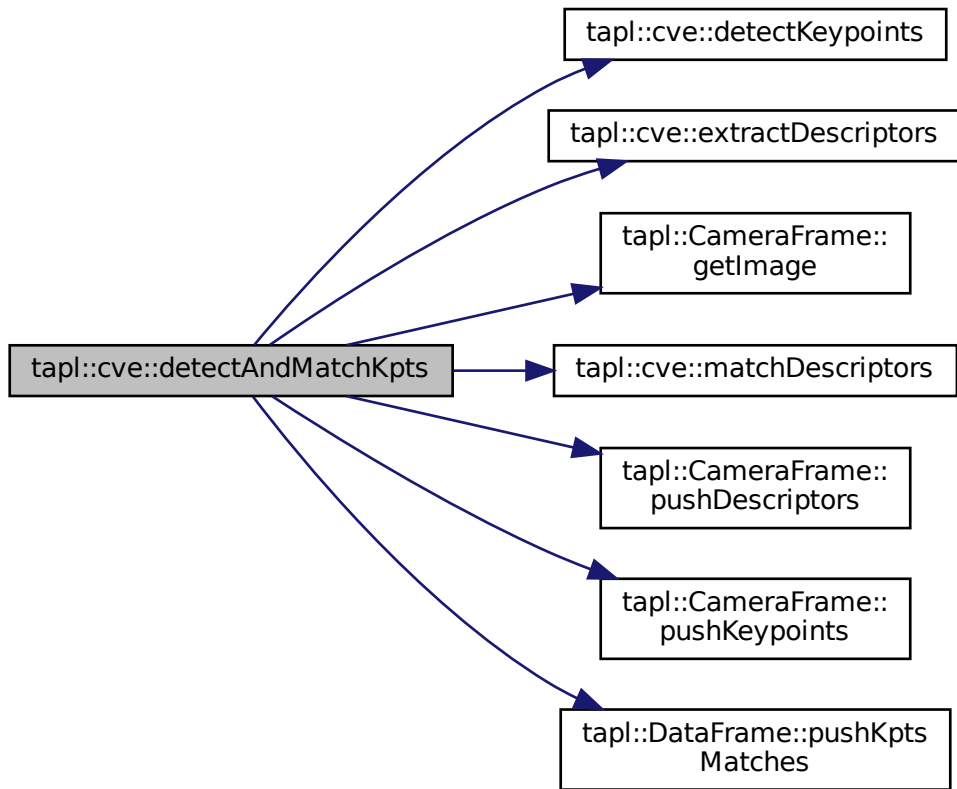 tapl::cve::detectKeypoints
tapl::cve::extractDescriptors
tapl::CameraFrame::
getImage
tapl::cve::detectAndMatchKpts
tapl::cve::matchDescriptors
tapl::CameraFrame::
pushDescriptors
tapl::CameraFrame::
pushKeypoints
tapl::DataFrame::pushKpts
Matches